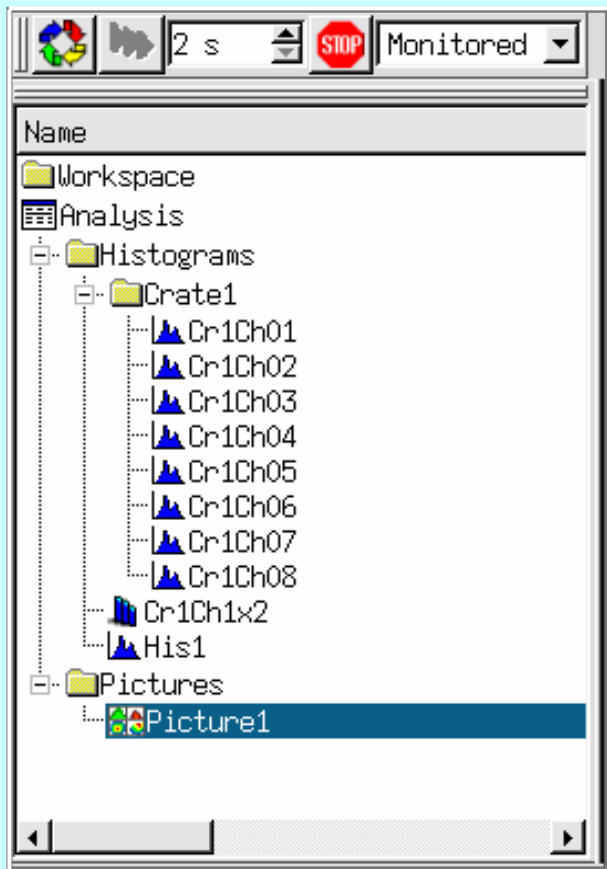 2 s STOP Monitored
Name
Workspace
Analysis
Histograms
Crate1
Cr1Ch01
Cr1Ch02
Cr1Ch03
Cr1Ch04
Cr1Ch05
Cr1Ch06
Cr1Ch07
Cr1Ch08
Cr1Ch1x2
His1
Pictures
Picture1